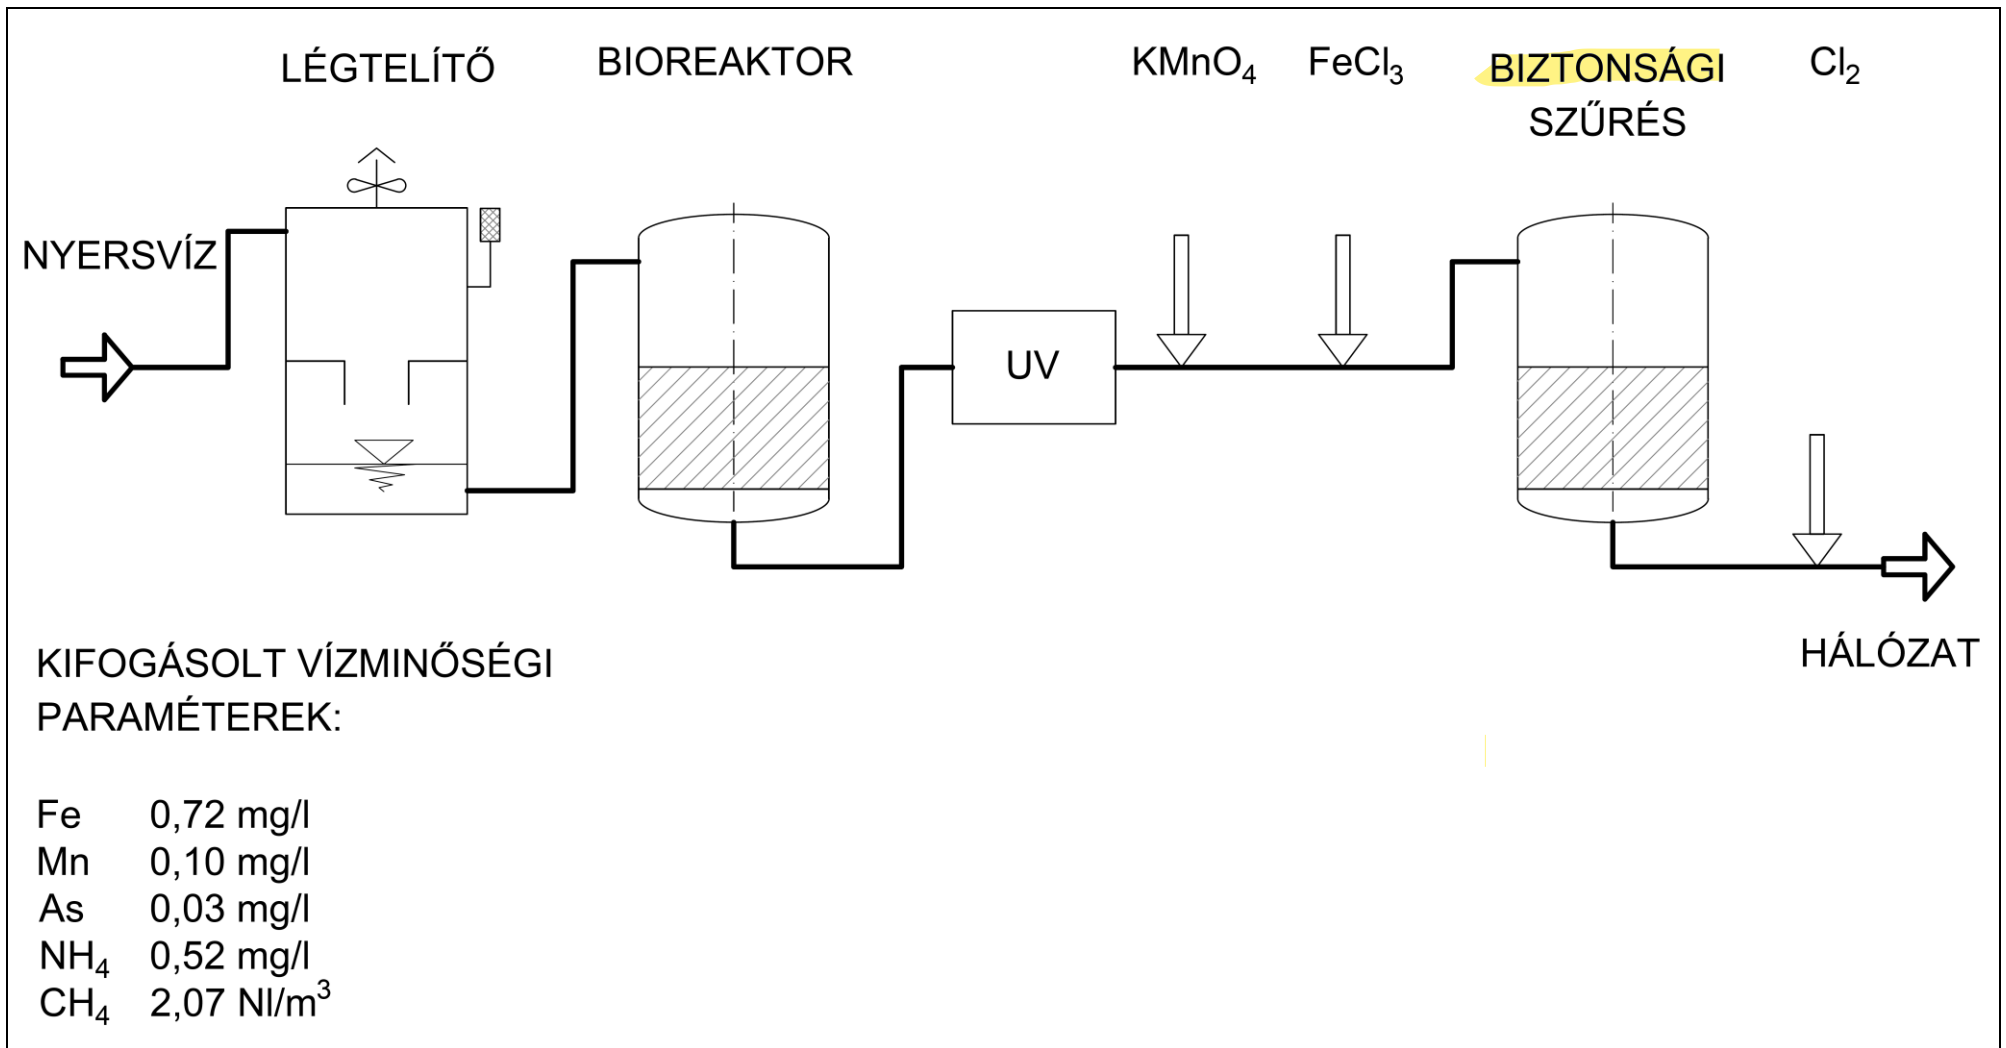 LÉGTELÍTŐ
BIOREAKTOR
KMnO₄
FeCl₃
BIZTONSÁGI
SZŰRÉS
Cl₂
NYERSVÍZ
UV
HÁLÓZAT
KIFOGÁSOLT VÍZMINŐSÉGI
PARAMÉTEREK:
Fe 0,72 mg/l
Mn 0,10 mg/l
As 0,03 mg/l
NH₄ 0,52 mg/l
CH₄ 2,07 Nl/m³